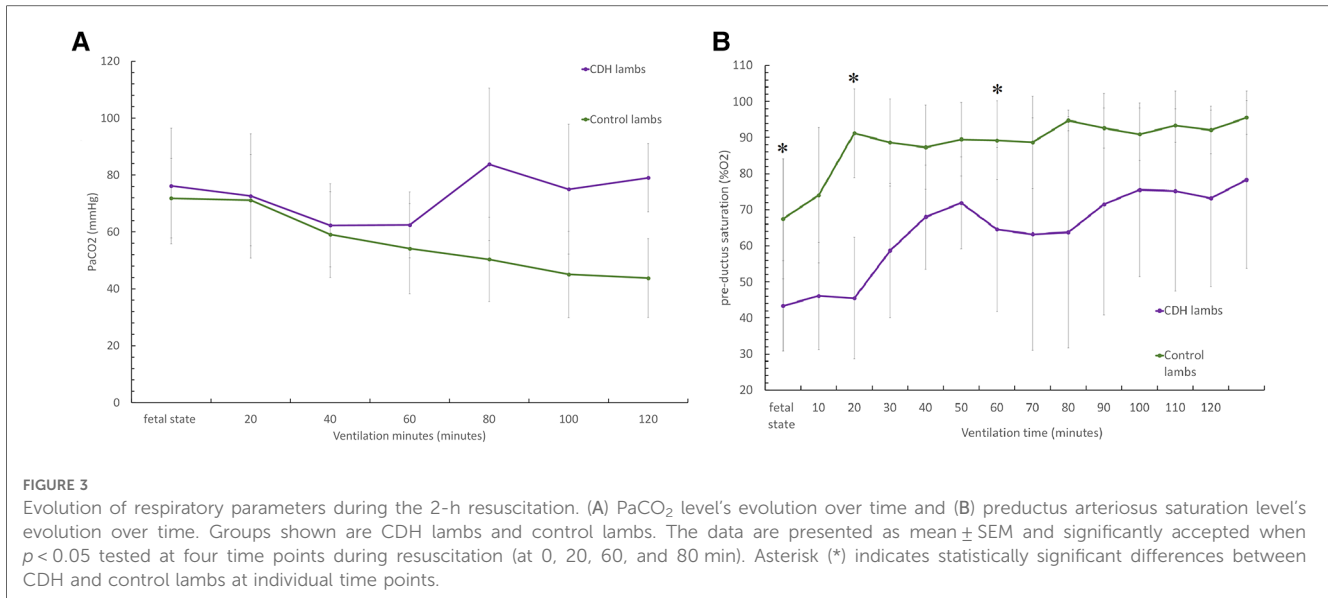 A
120
100
80
60
40
20
0
PaCO2 (mmHg)
CDH lambs
Control lambs
fetal state 20 40 60 80 100 120
Ventilation minutes (minutes)
B
110
100
90
80
70
60
50
40
30
20
pre-ductus saturation (%O2)
*
*
*
CDH lambs
Control
lambs
fetal
state
10 20 30 40 50 60 70 80 90 100 110 120
Ventilation time (minutes)
FIGURE 3
Evolution of respiratory parameters during the 2-h resuscitation. (A) PaCO₂ level’s evolution over time and (B) preductus arteriosus saturation level’s
evolution over time. Groups shown are CDH lambs and control lambs. The data are presented as mean ± SEM and significantly accepted when
p < 0.05 tested at four time points during resuscitation (at 0, 20, 60, and 80 min). Asterisk (*) indicates statistically significant differences between
CDH and control lambs at individual time points.